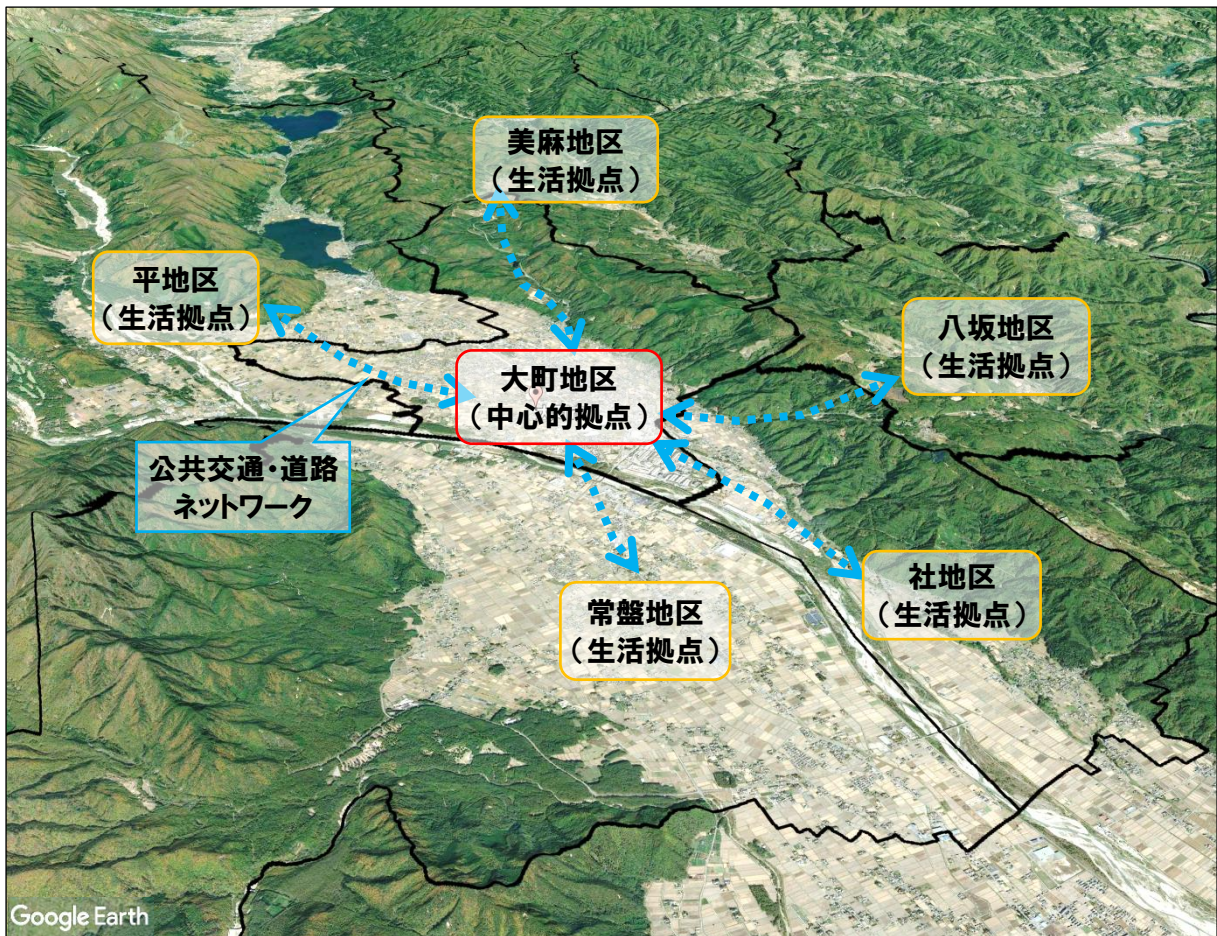 美麻地区
（生活拠点）
平地区
（生活拠点）
八坂地区
（生活拠点）
大町地区
（中心的拠点）
公共交通・道路
ネットワーク
社地区
（生活拠点）
常盤地区
（生活拠点）
Google Earth